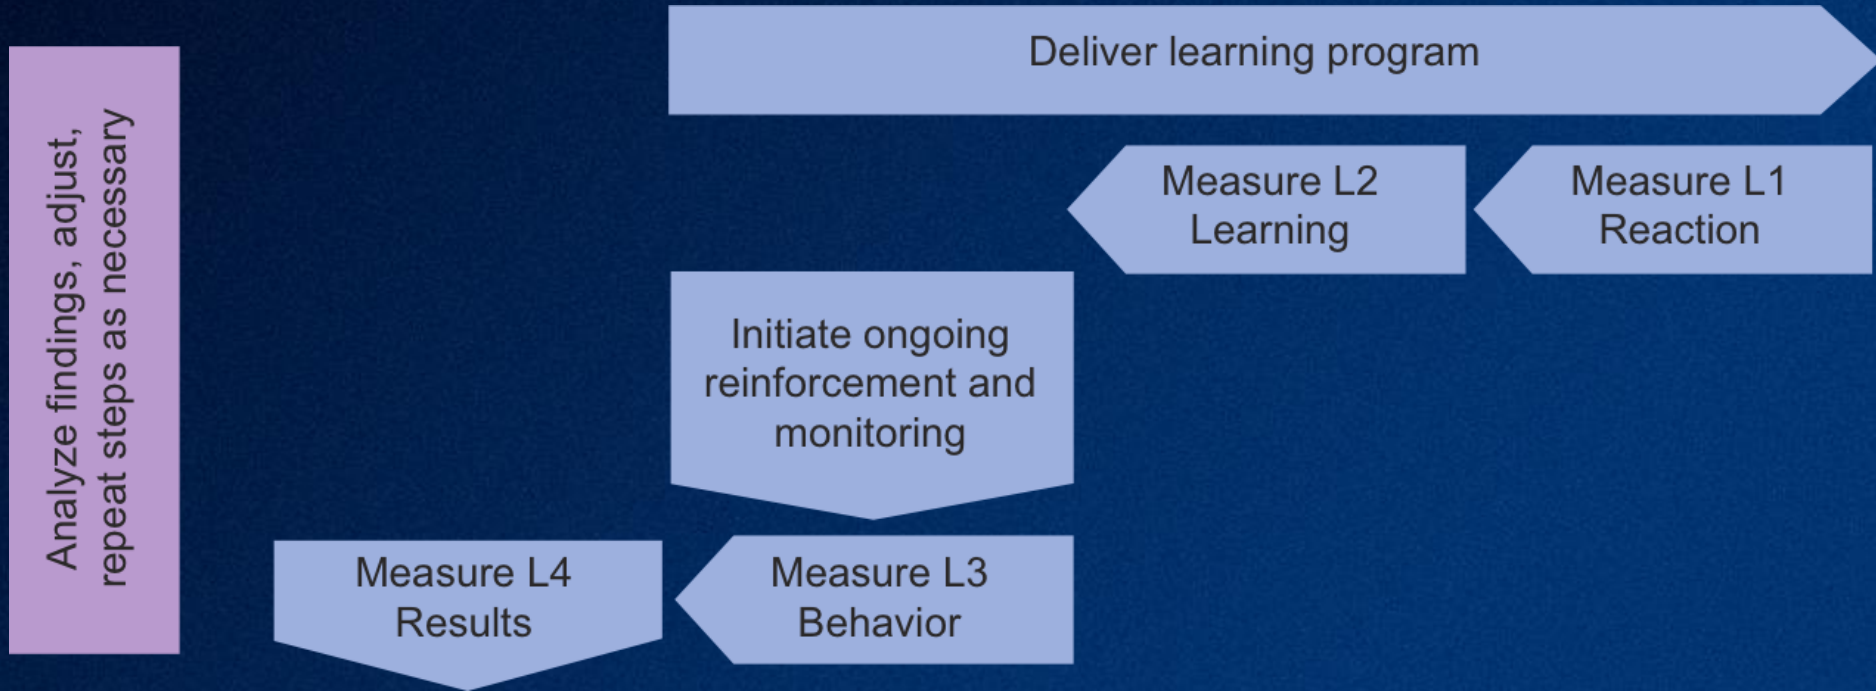 Deliver learning program
Analyze findings, adjust,
repeat steps as necessary
Measure L2
Learning
Measure L1
Reaction
Initiate ongoing
reinforcement and
monitoring
Measure L4
Results
Measure L3
Behavior